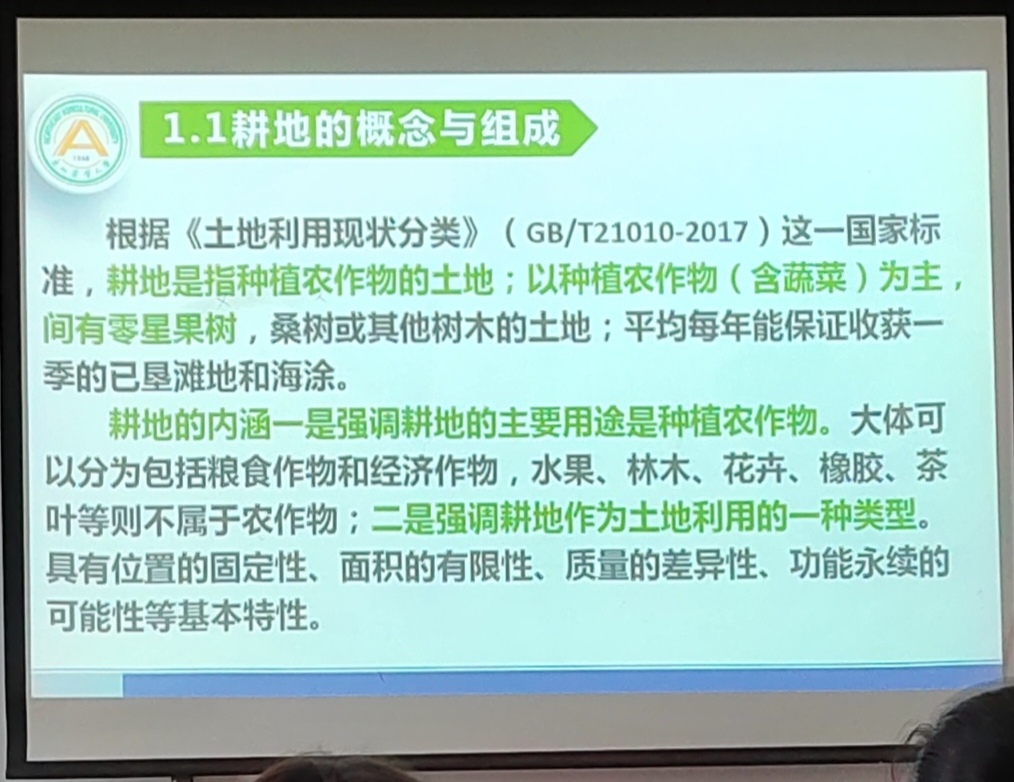 1.1耕地的概念与组成
根据《土地利用现状分类》（GB/T21010-2017）这一国家标
准，耕地是指种植农作物的土地；以种植农作物（含蔬菜）为主，
间有零星果树，桑树或其他树木的土地；平均每年能保证收获一
季的已垦滩地和海涂。
耕地的内涵一是强调耕地的主要用途是种植农作物。大体可
以分为包括粮食作物和经济作物，水果、林木、花卉、橡胶、茶
叶等则不属于农作物；二是强调耕地作为土地利用的一种类型。
具有位置的固定性、面积的有限性、质量的差异性、功能永续的
可能性等基本特性。